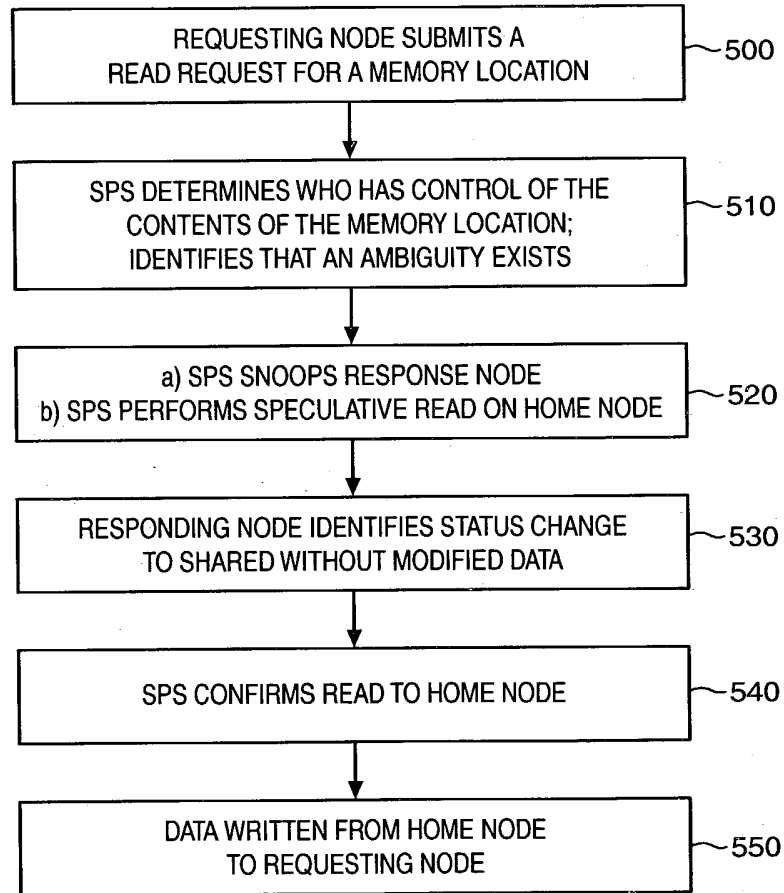 REQUESTING NODE SUBMITS A
READ REQUEST FOR A MEMORY LOCATION
500
SPS DETERMINES WHO HAS CONTROL OF THE
CONTENTS OF THE MEMORY LOCATION;
IDENTIFIES THAT AN AMBIGUITY EXISTS
510
a) SPS SNOOPS RESPONSE NODE
b) SPS PERFORMS SPECULATIVE READ ON HOME NODE
520
RESPONDING NODE IDENTIFIES STATUS CHANGE
TO SHARED WITHOUT MODIFIED DATA
530
SPS CONFIRMS READ TO HOME NODE
540
DATA WRITTEN FROM HOME NODE
TO REQUESTING NODE
550